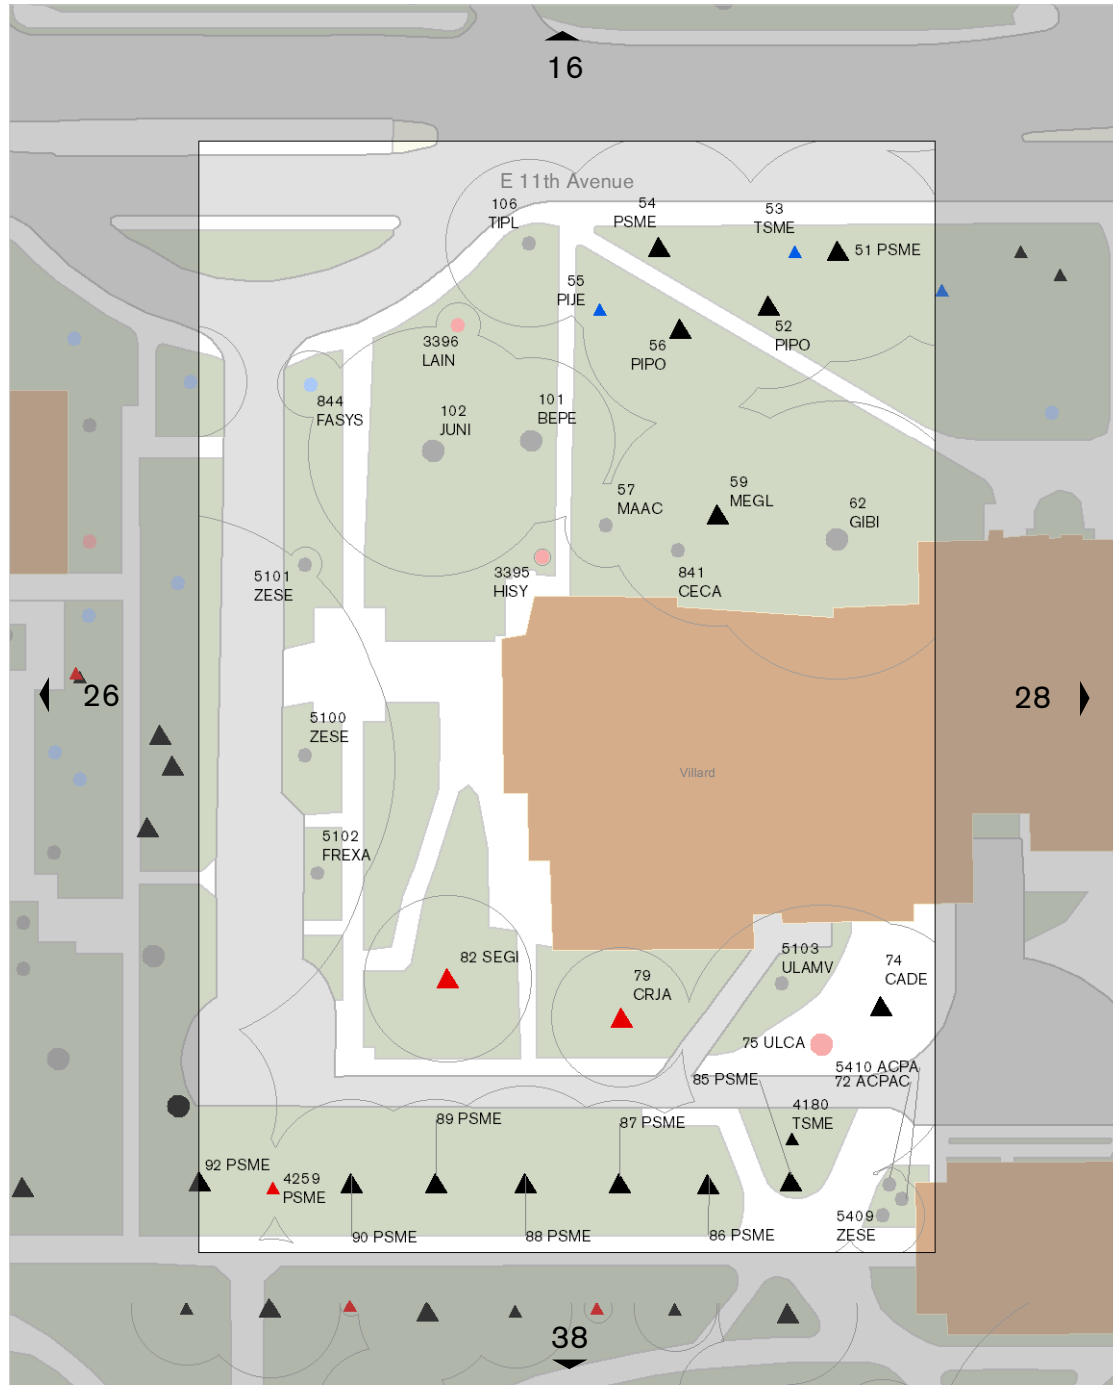 16
E 11th Avenue
106
TIPL
54
PSME
53
TSME
51 PSME
55
PIJE
52
PIPO
56
PIPO
3396
LAIN
844
FASYS
102
JUNI
101
BEPE
57
MAAC
59
MEGL
62
GIBI
5101
ZESE
3395
HISY
841
CECA
26
28
5100
ZESE
Villard
5102
FREXA
82 SEGI
79
CRJA
5103
ULAMV
74
CADE
75 ULCA
5410 ACPA
72 ACPAC
85 PSME
4180
TSME
89 PSME
87 PSME
92 PSME
4259
PSME
90 PSME
88 PSME
86 PSME
5409
ZESE
38